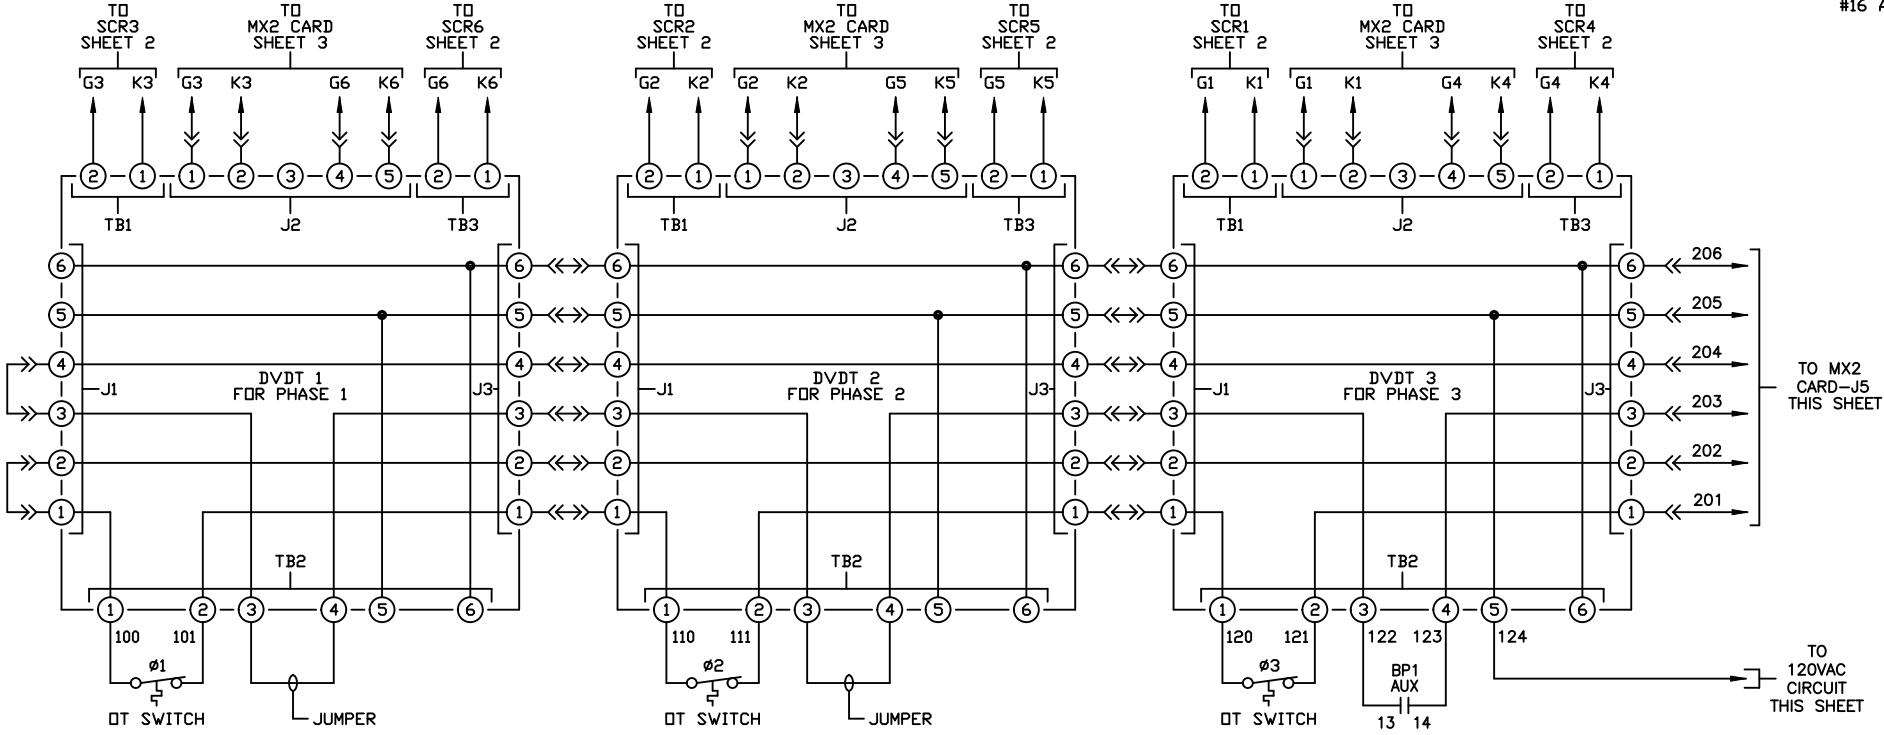 TO TO TO TO TO TO TO TO TO #16 A
SCR3 MX2 CARD SCR6 SCR2 MX2 CARD SCR5 SCR1 MX2 CARD SCR4
SHEET 2 SHEET 3 SHEET 2 SHEET 2 SHEET 3 SHEET 2 SHEET 2 SHEET 3 SHEET 2
G3 K3 G3 K3 G6 K6 G6 K6 G2 K2 G2 K2 G5 K5 G5 K5 G1 K1 G1 K1 G4 K4 G4 K4
2 1 1 2 3 4 5 2 1 2 1 1 2 3 4 5 2 1 2 1 1 2 3 4 5 2 1
TB1 J2 TB3 TB1 J2 TB3 TB1 J2 TB3
6 6 6 6 6 6 206
5 5 5 5 5 5 205
4 4 4 4 4 4 204
DVDT 1 DVDT 2 DVDT 3
J1 FOR PHASE 1 J3 J1 FOR PHASE 2 J3 J1 FOR PHASE 3 J3
TO MX2
CARD-J5
THIS SHEET
3 3 3 3 3 3 203
2 2 2 2 2 2 202
1 1 1 1 1 1 201
TB2 TB2 TB2
1 2 3 4 5 6 1 2 3 4 5 6 1 2 3 4 5 6
100 101 110 111 120 121 122 123 124
ø1 ø2 ø3 BP1
AUX
TO
120VAC
CIRCUIT
THIS SHEET
OT SWITCH JUMPER OT SWITCH JUMPER OT SWITCH 13 14